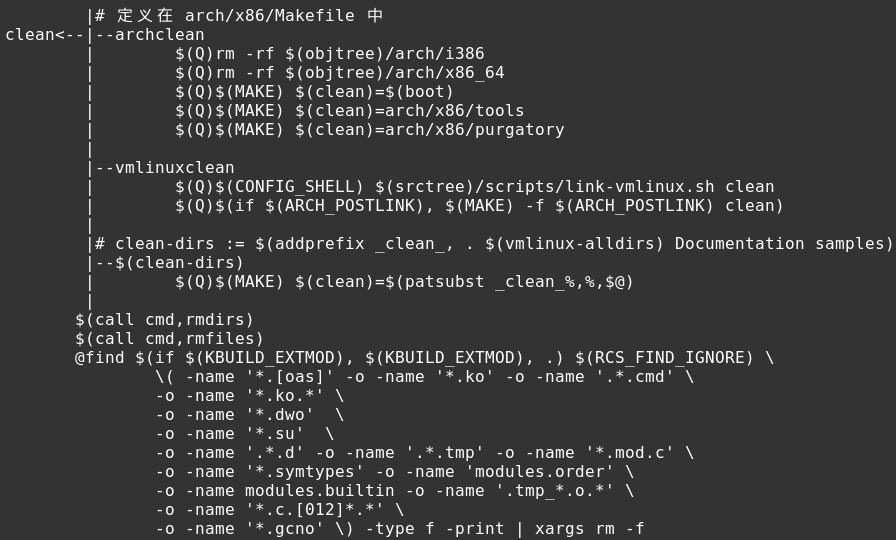 |# 定义在 arch/x86/Makefile 中
clean<--|--archclean
        |        $(Q)rm -rf $(objtree)/arch/i386
        |        $(Q)rm -rf $(objtree)/arch/x86_64
        |        $(Q)$(MAKE) $(clean)=$(boot)
        |        $(Q)$(MAKE) $(clean)=arch/x86/tools
        |        $(Q)$(MAKE) $(clean)=arch/x86/purgatory
        |
        |--vmlinuxclean
        |        $(Q)$(CONFIG_SHELL) $(srctree)/scripts/link-vmlinux.sh clean
        |        $(Q)$(if $(ARCH_POSTLINK), $(MAKE) -f $(ARCH_POSTLINK) clean)
        |
        |# clean-dirs := $(addprefix _clean_, . $(vmlinux-alldirs) Documentation samples)
        |--$(clean-dirs)
        |        $(Q)$(MAKE) $(clean)=$(patsubst _clean_%,%,$@)
        |
       $(call cmd,rmdirs)
       $(call cmd,rmfiles)
       @find $(if $(KBUILD_EXTMOD), $(KBUILD_EXTMOD), .) $(RCS_FIND_IGNORE) \
               \( -name '*.[oas]' -o -name '*.ko' -o -name '.*.cmd' \
               -o -name '*.ko.*' \
               -o -name '*.dwo'  \
               -o -name '*.su'  \
               -o -name '.*.d' -o -name '.*.tmp' -o -name '*.mod.c' \
               -o -name '*.symtypes' -o -name 'modules.order' \
               -o -name modules.builtin -o -name '.tmp_*.o.*' \
               -o -name '*.c.[012]*.*' \
               -o -name '*.gcno' \) -type f -print | xargs rm -f